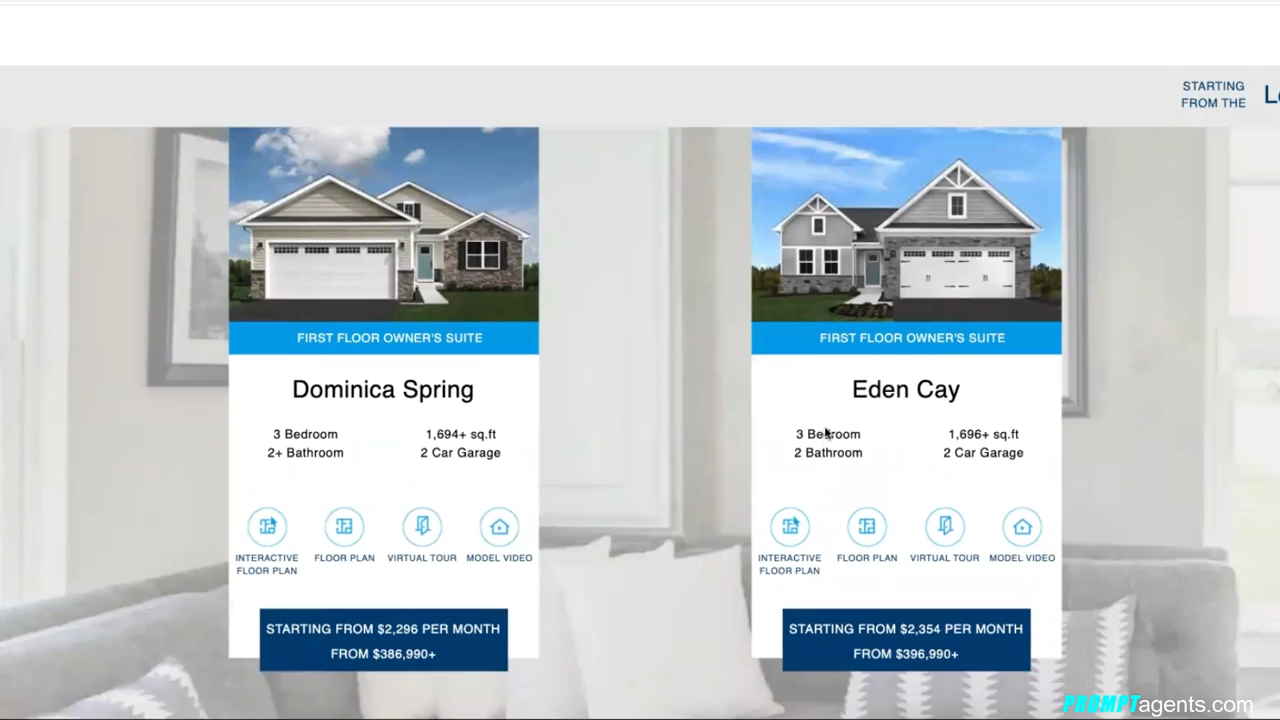 STARTING
FROM THE
FIRST FLOOR OWNER'S SUITE
Dominica Spring
3 Bedroom
1,694+ sq.ft
2+ Bathroom
2 Car Garage
INTERACTIVE
FLOOR PLAN
FLOOR PLAN
VIRTUAL TOUR
MODEL VIDEO
STARTING FROM $2,296 PER MONTH
FROM $386,990+
FIRST FLOOR OWNER'S SUITE
Eden Cay
3 Bedroom
1,696+ sq.ft
2 Bathroom
2 Car Garage
INTERACTIVE
FLOOR PLAN
FLOOR PLAN
VIRTUAL TOUR
MODEL VIDEO
STARTING FROM $2,354 PER MONTH
FROM $396,990+
PROMPTagents.com